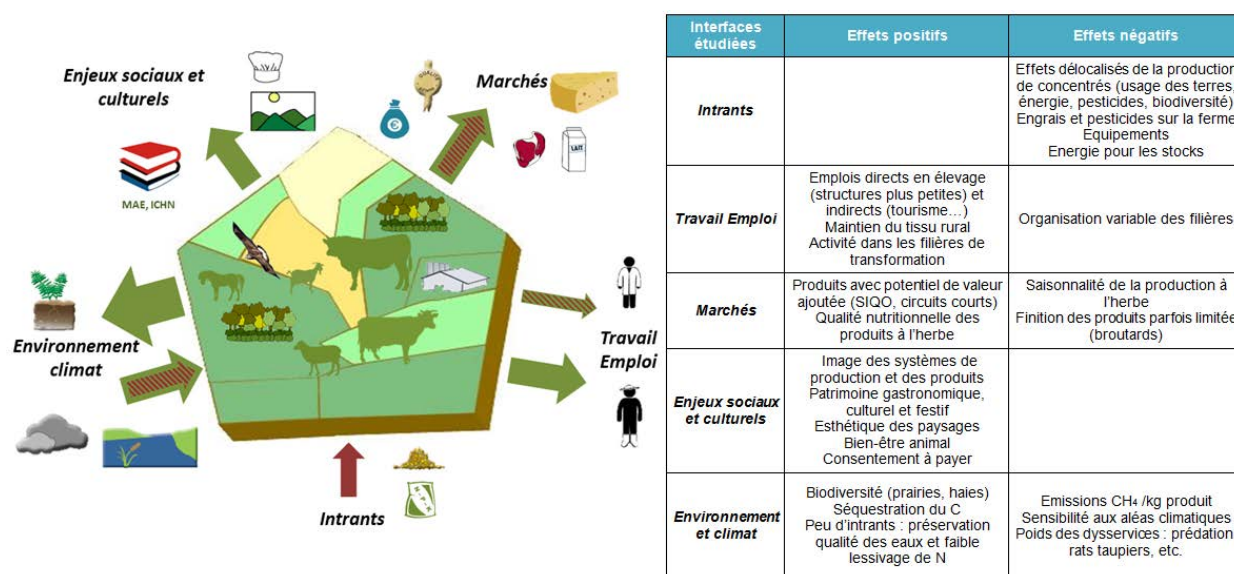 Enjeux sociaux et
culturels
MAE, ICHN
QUALITE
€
Marchés
LAIT
Environnement
climat
Travail
Emploi
N-P-K
Intrants
Interfaces
étudiées
Effets positifs
Effets négatifs
Intrants
Effets délocalisés de la production
de concentrés (usage des terres,
énergie, pesticides, biodiversité)
Engrais et pesticides sur la ferme
Equipements
Energie pour les stocks
Travail Emploi
Emplois directs en élevage
(structures plus petites) et
indirects (tourisme…)
Maintien du tissu rural
Activité dans les filières de
transformation
Organisation variable des filières
Marchés
Produits avec potentiel de valeur
ajoutée (SIQO, circuits courts)
Qualité nutritionnelle des
produits à l’herbe
Saisonnalité de la production à
l’herbe
Finition des produits parfois limitée
(broutards)
Enjeux sociaux
et culturels
Image des systèmes de
production et des produits
Patrimoine gastronomique,
culturel et festif
Esthétique des paysages
Bien-être animal
Consentement à payer
Environnement
et climat
Biodiversité (prairies, haies)
Séquestration du C
Peu d’intrants : préservation
qualité des eaux et faible
lessivage de N
Emissions CH₄ /kg produit
Sensibilité aux aléas climatiques
Poids des dysservices : prédation,
rats taupiers, etc.